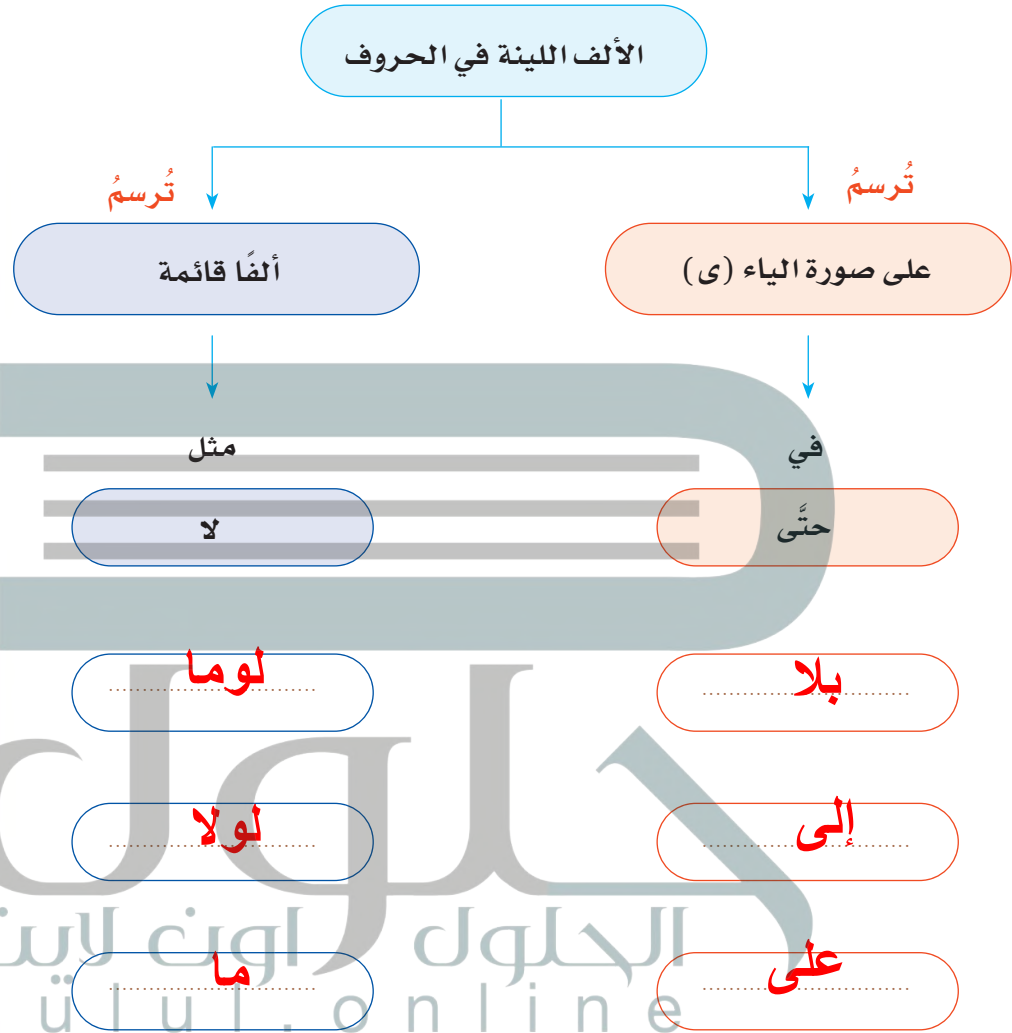 الألف اللينة في الحروف
تُرسمُ
تُرسمُ
على صورة الياء (ى)
ألفًا قائمة
في
مثل
حتَّى
لا
بلا
لوما
إلى
لولا
على
ما
الحلول اون لاين
ülul.online